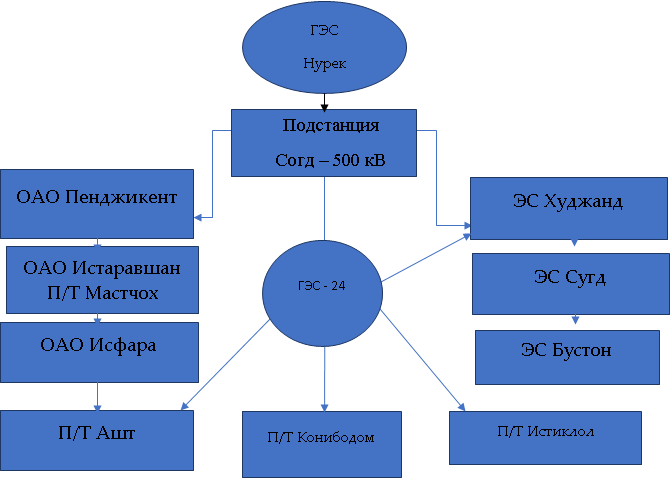 ГЭС
Нурек
Подстанция
Согд – 500 кВ
ОАО Пенджикент
ЭС Худжанд
ОАО Истаравшан
П/Т Мастчох
ГЭС - 24
ЭС Сугд
ОАО Исфара
ЭС Бустон
П/Т Ашт
П/Т Конибодом
П/Т Истиклол